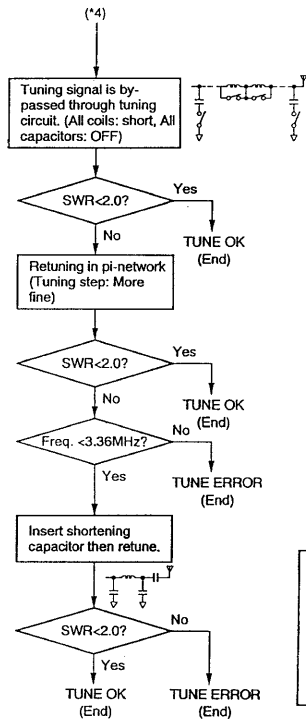 (*4)
Tuning signal is by-
passed through tuning
circuit. (All coils: short, All
capacitors: OFF)
SWR<2.0?
Yes
No
TUNE OK
(End)
Retuning in pi-network
(Tuning step: More
fine)
SWR<2.0?
Yes
No
TUNE OK
(End)
Freq. <3.36MHz?
No
Yes
TUNE ERROR
(End)
Insert shortening
capacitor then retune.
SWR<2.0?
No
Yes
TUNE OK
(End)
TUNE ERROR
(End)